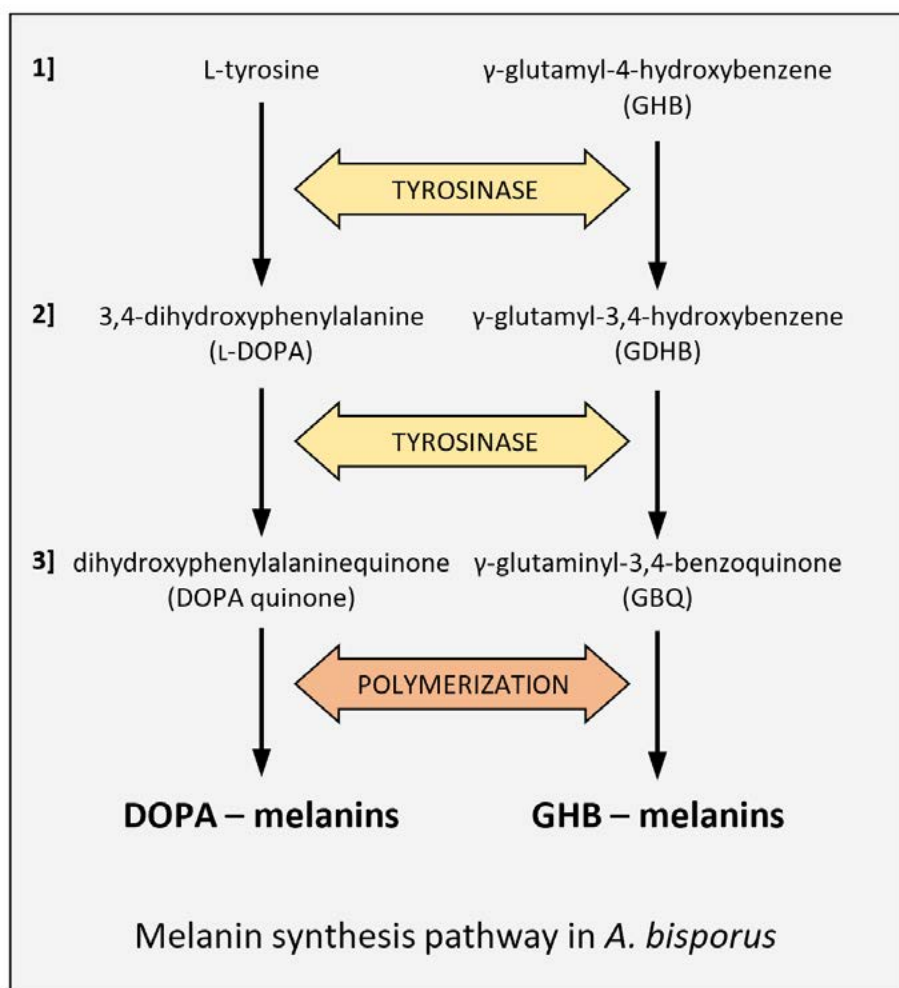 1] L-tyrosine γ-glutamyl-4-hydroxybenzene
(GHB)
TYROSINASE
2] 3,4-dihydroxyphenylalanine γ-glutamyl-3,4-hydroxybenzene
(L-DOPA) (GDHB)
TYROSINASE
3] dihydroxyphenylalaninequinone γ-glutaminyl-3,4-benzoquinone
(DOPA quinone) (GBQ)
POLYMERIZATION
DOPA – melanins GHB – melanins
Melanin synthesis pathway in A. bisporus